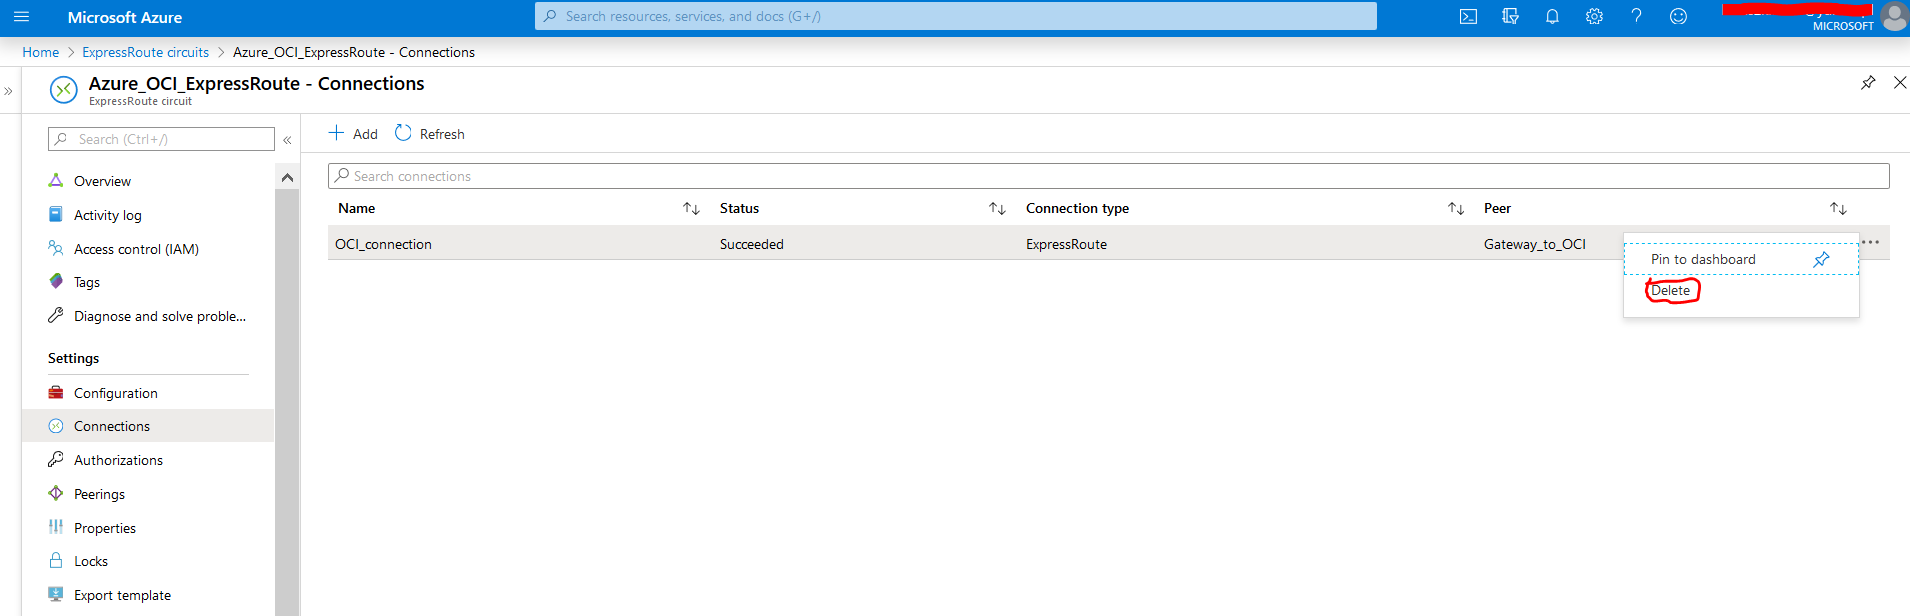 Microsoft Azure
Search resources, services, and docs (G+/)
MICROSOFT
Home > ExpressRoute circuits > Azure_OCI_ExpressRoute - Connections
Azure_OCI_ExpressRoute - Connections
ExpressRoute circuit
Search (Ctrl+/)
Add
Refresh
Search connections
Name
Status
Connection type
Peer
OCI_connection
Succeeded
ExpressRoute
Gateway_to_OCI
Pin to dashboard
Delete
Overview
Activity log
Access control (IAM)
Tags
Diagnose and solve proble...
Settings
Configuration
Connections
Authorizations
Peerings
Properties
Locks
Export template